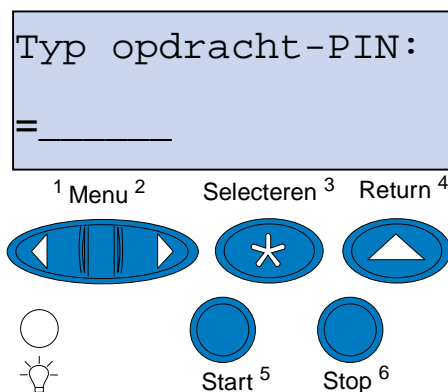 Typ opdracht-PIN:
=______
1 Menu 2 Selecteren 3 Return 4
Start 5 Stop 6